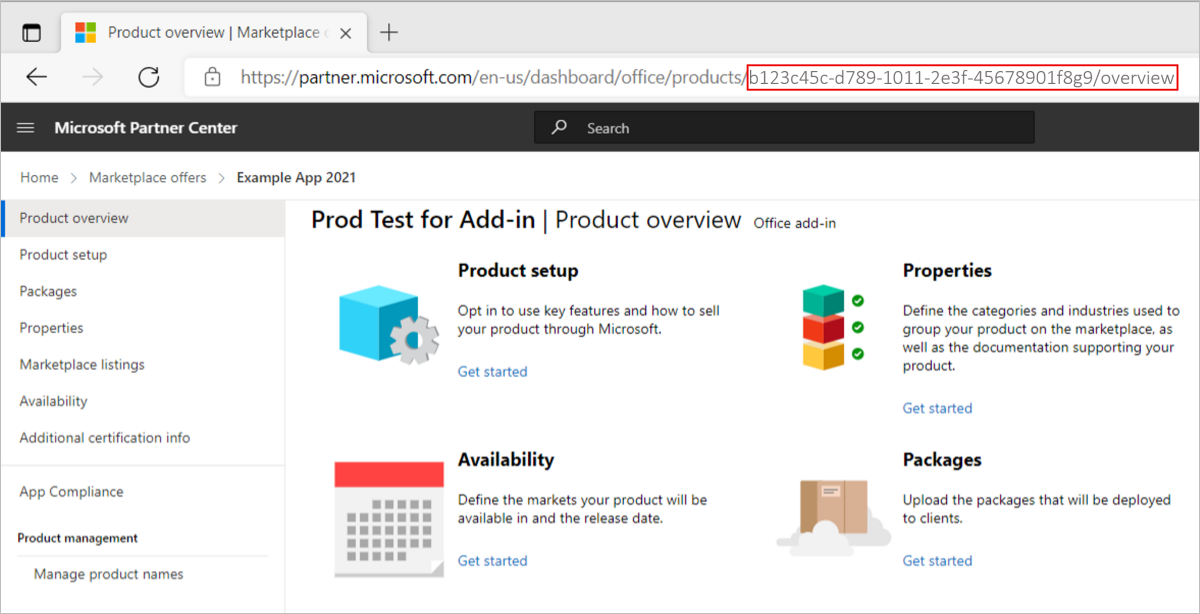 Product overview | Marketplace
https://partner.microsoft.com/en-us/dashboard/office/products/b123c45c-d789-1011-2e3f-45678901f8g9/overview
Microsoft Partner Center
Search
Home > Marketplace offers > Example App 2021
Product overview
Product setup
Packages
Properties
Marketplace listings
Availability
Additional certification info
App Compliance
Product management
Manage product names
Prod Test for Add-in | Product overview Office add-in
Product setup
Opt in to use key features and how to sell
your product through Microsoft.
Get started
Properties
Define the categories and industries used to
group your product on the marketplace, as
well as the documentation supporting your
product.
Get started
Availability
Define the markets your product will be
available in and the release date.
Get started
Packages
Upload the packages that will be deployed
to clients.
Get started